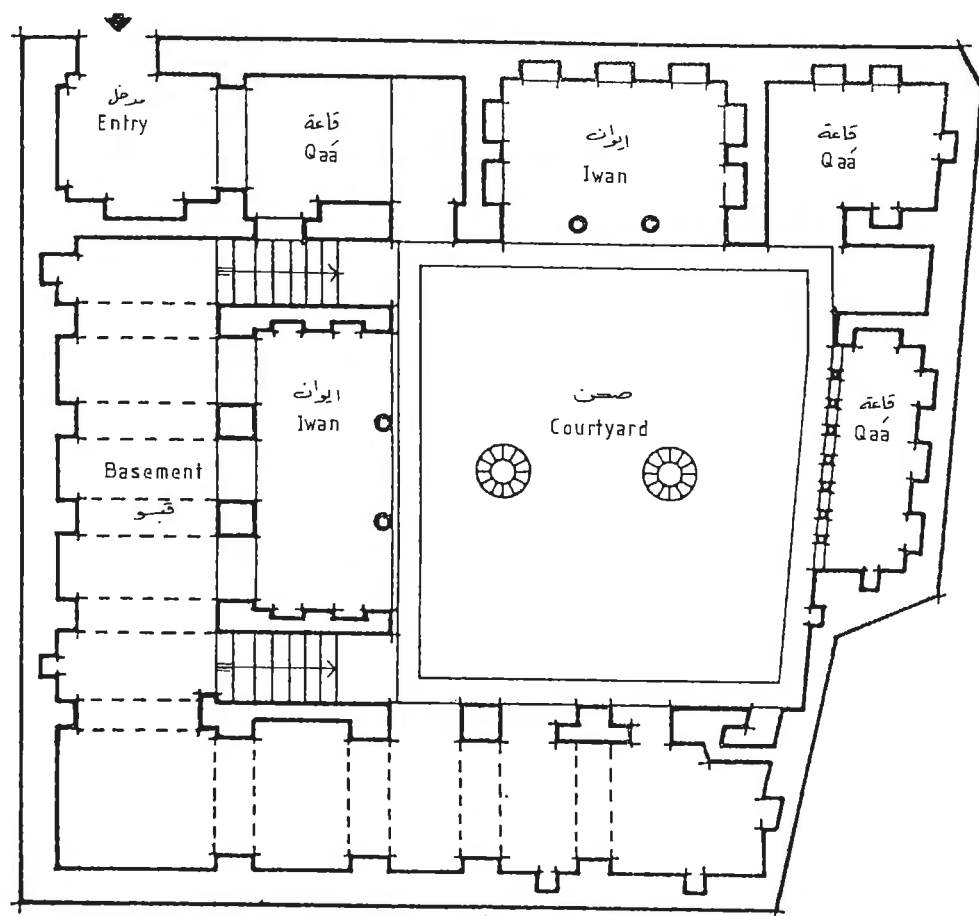 مدخل
Entry
قاعة
Qaá
ايوان
Iwan
قاعة
Qaá
ايوان
Iwan
صحن
Courtyard
قاعة
Qaá
Basement
قبو